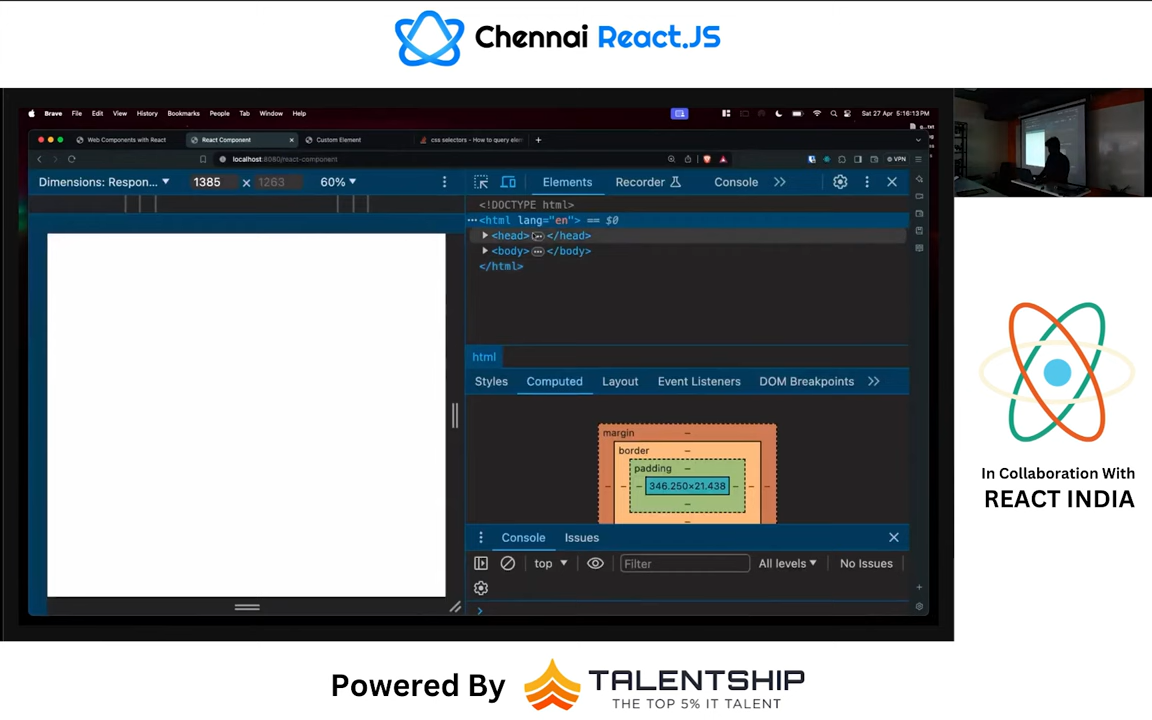 Chennai React.JS
Brave File Edit View History Bookmarks People Tab Window Help
Sat 27 Apr 5:16:13 PM
Web Components with React
React Component
Custom Element
css selectors - How to query ele
localhost:8080/react-component
VPN
Dimensions: Respon... 1385 × 1263 60%
Elements Recorder Console
<!DOCTYPE html>
<html lang="en"> == $0
<head> ... </head>
<body> ... </body>
</html>
html
Styles Computed Layout Event Listeners DOM Breakpoints
margin –
border –
padding –
– – – 346.250×21.438 – – –
–
Console Issues
top Filter All levels No Issues
In Collaboration With
REACT INDIA
Powered By TALENTSHIP
THE TOP 5% IT TALENT